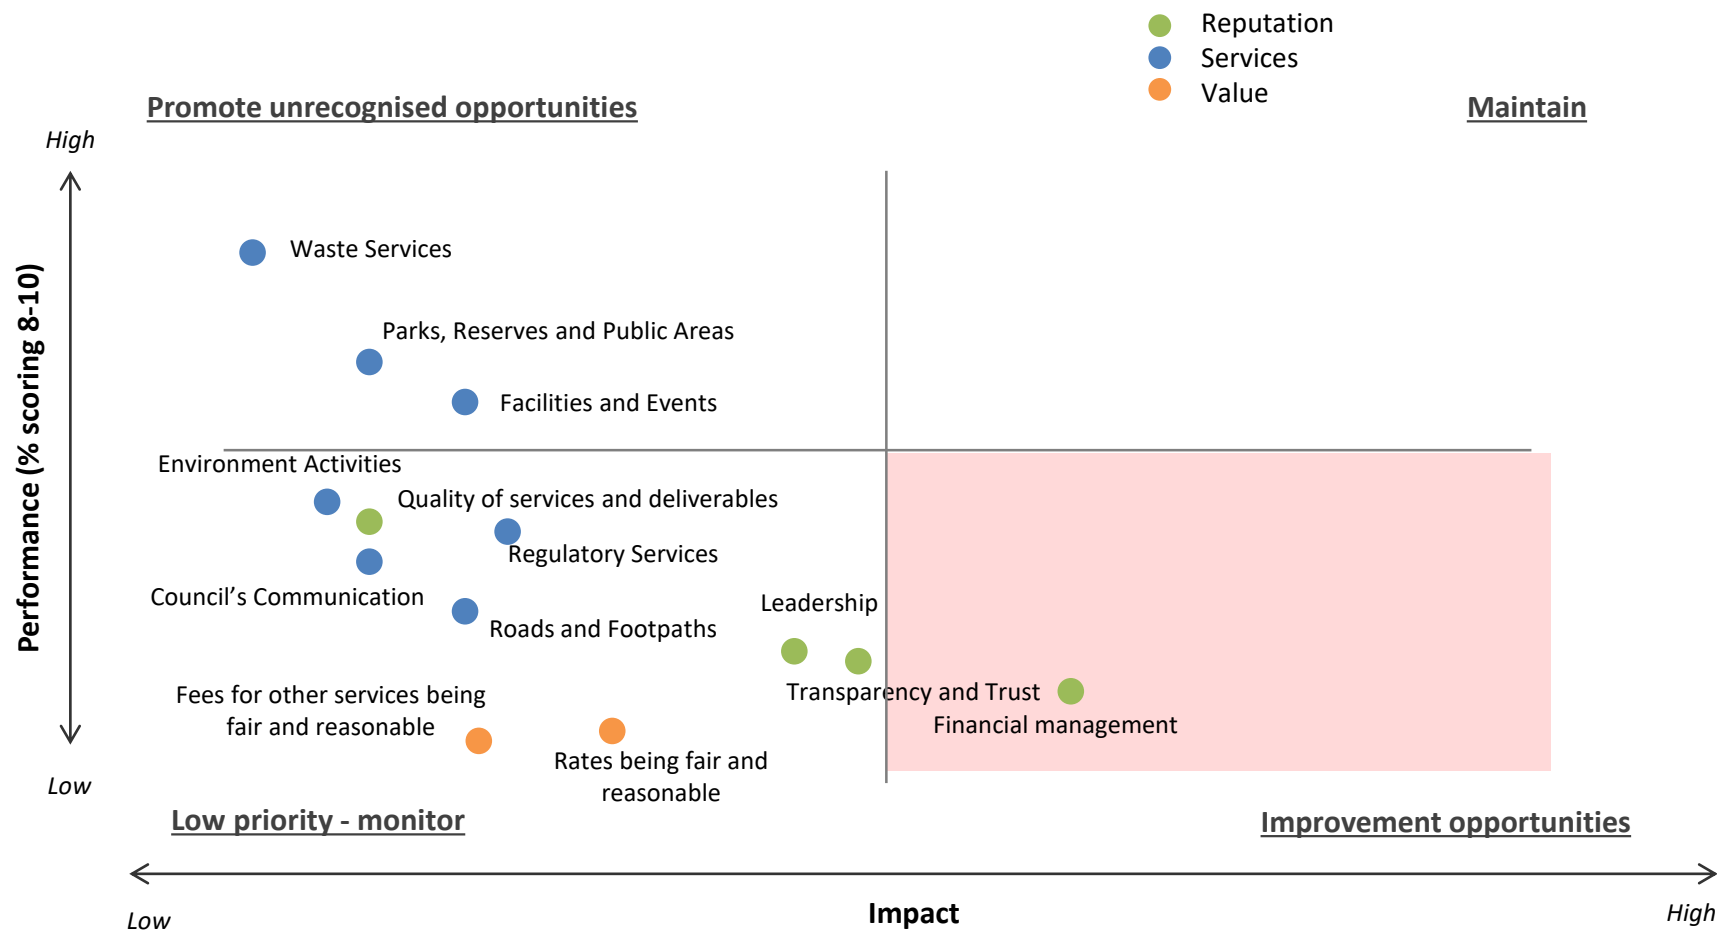 Reputation
Services
Value
Promote unrecognised opportunities
Maintain
High
Waste Services
Parks, Reserves and Public Areas
Facilities and Events
Performance (% scoring 8-10)
Environment Activities
Quality of services and deliverables
Regulatory Services
Council’s Communication
Leadership
Roads and Footpaths
Fees for other services being
fair and reasonable
Transparency and Trust
Financial management
Rates being fair and
reasonable
Low
Low priority - monitor
Improvement opportunities
Low
Impact
High